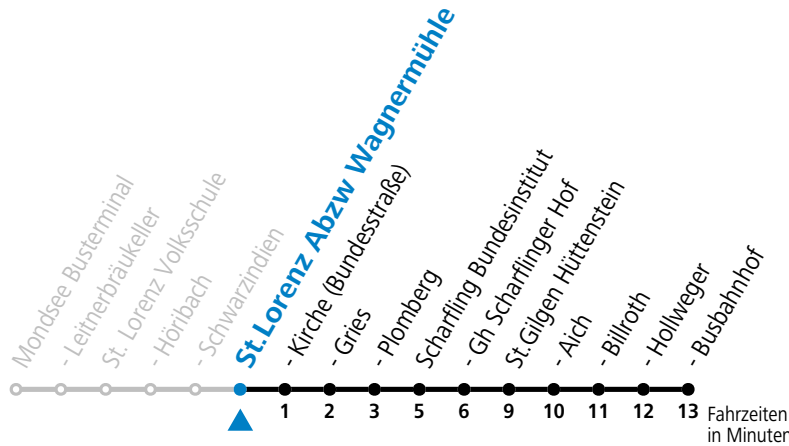 Mondsee Busterminal
- Leitnerbräukeller
St. Lorenz Volksschule
- Höribach
- Schwarzindien
St.Lorenz Abzw Wagnermühle
- Kirche (Bundesstraße)
- Gries
- Plomberg
Scharfling Bundesinstitut
- Gh Scharflinger Hof
St.Gilgen Hüttenstein
- Aich
- Billroth
- Hollweger
- Busbahnhof
1 2 3 5 6 9 10 11 12 13 Fahrzeiten
in Minuten